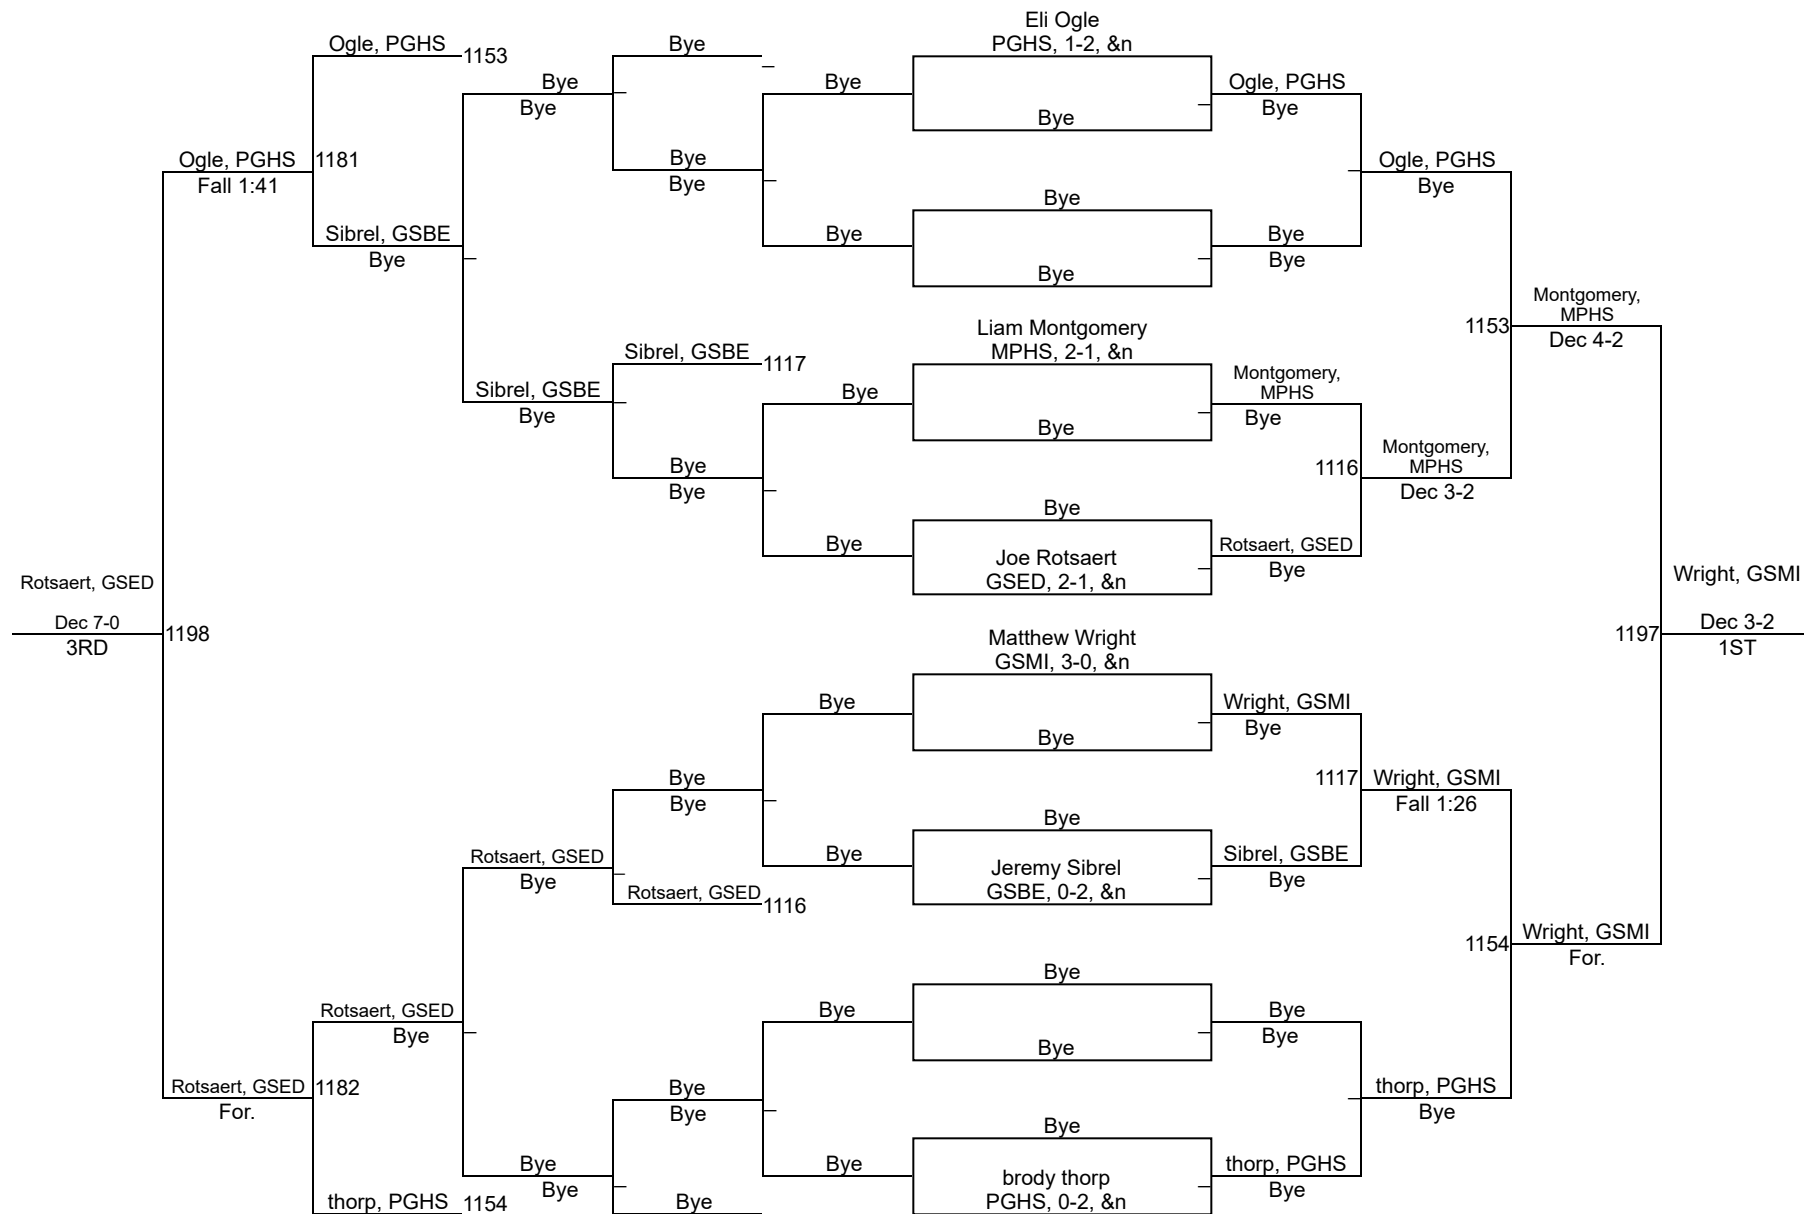 Eli Ogle
PGHS, 1-2, &n
Ogle, PGHS
1153
Bye
Bye
Bye
Bye
Bye
Ogle, PGHS
Bye
Bye
Ogle, PGHS
1181
Fall 1:41
Bye
Bye
Ogle, PGHS
Bye
Bye
Sibrel, GSBE
Bye
Bye
Bye
Bye
Bye
Montgomery,
MPHS
1153
Dec 4-2
Liam Montgomery
MPHS, 2-1, &n
Sibrel, GSBE
1117
Sibrel, GSBE
Bye
Bye
Bye
Montgomery,
MPHS
Bye
Bye
Bye
1116
Montgomery,
MPHS
Dec 3-2
Bye
Bye
Joe Rotsaert
GSED, 2-1, &n
Rotsaert, GSED
Bye
Rotsaert, GSED
Dec 7-0
3RD
1198
Wright, GSMI
1197
Dec 3-2
1ST
Matthew Wright
GSMI, 3-0, &n
Bye
Bye
Wright, GSMI
Bye
Bye
Bye
1117
Wright, GSMI
Fall 1:26
Bye
Bye
Jeremy Sibrel
GSBE, 0-2, &n
Sibrel, GSBE
Bye
Rotsaert, GSED
Bye
Rotsaert, GSED
1116
1154
Wright, GSMI
For.
Bye
Bye
Bye
Bye
Bye
Rotsaert, GSED
Bye
Rotsaert, GSED
1182
For.
Bye
Bye
thorp, PGHS
Bye
Bye
Bye
brody thorp
PGHS, 0-2, &n
thorp, PGHS
Bye
Bye
Bye
thorp, PGHS
1154
Bye